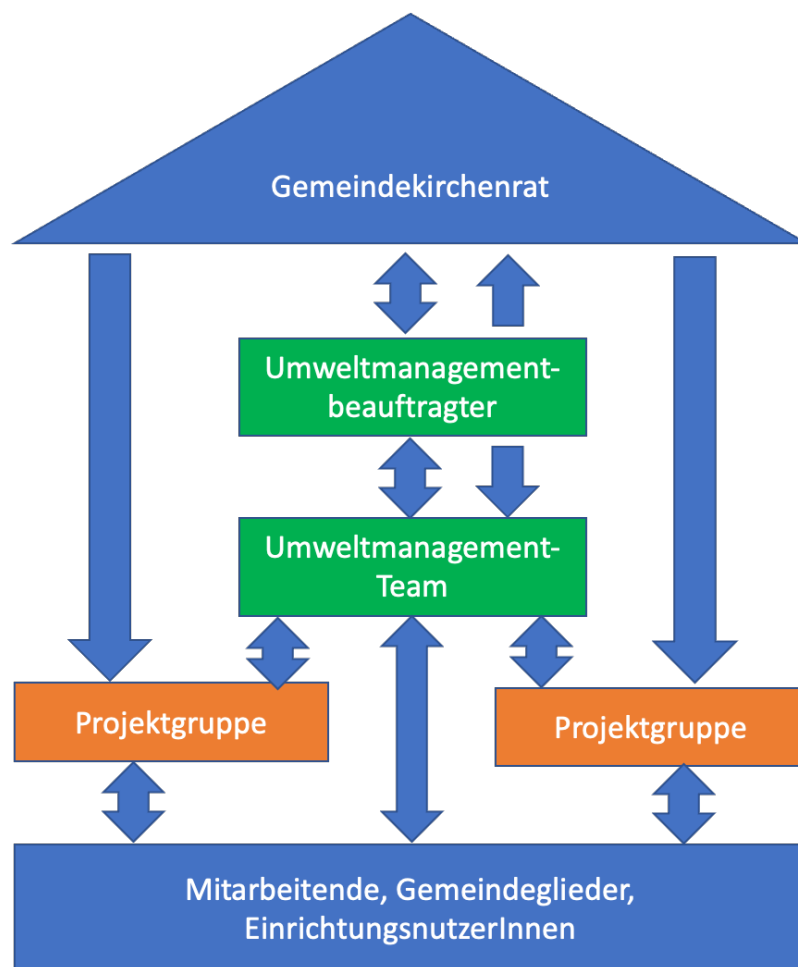 Gemeindekirchenrat
Umweltmanagement-
beauftragter
Umweltmanagement-
Team
Projektgruppe
Projektgruppe
Mitarbeitende, Gemeindeglieder,
EinrichtungsnutzerInnen